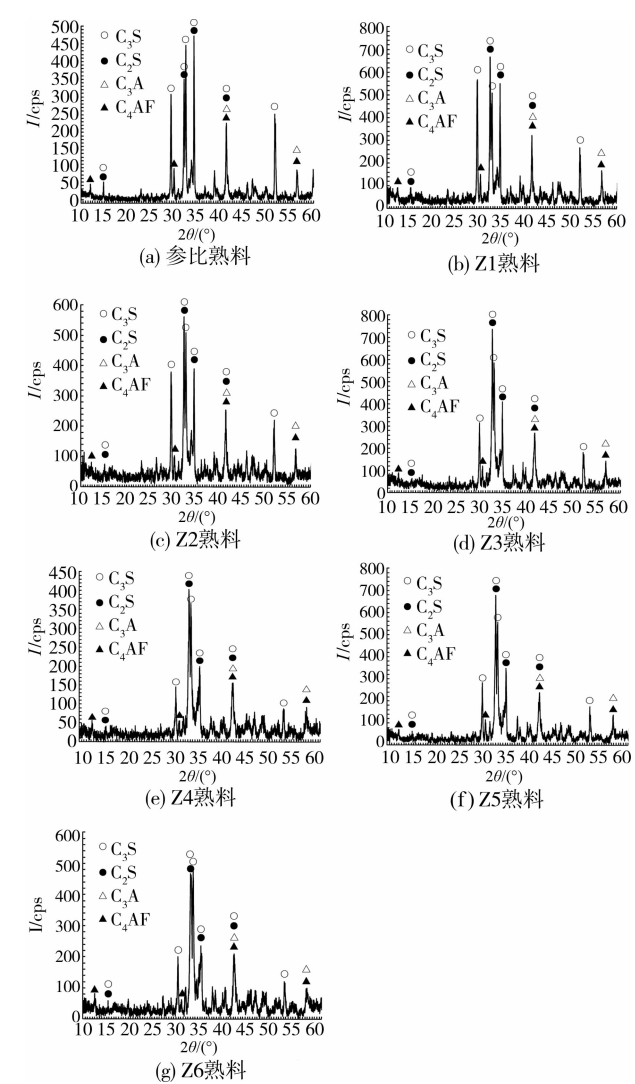 500
450
400
350
300
250
200
150
100
50
0
I/cps
C₃S
C₂S
C₃A
C₄AF
10 15 20 25 30 35 40 45 50 55 60
2θ/(°)
(a) 参比熟料
800
700
600
500
400
300
200
100
0
I/cps
C₃S
C₂S
C₃A
C₄AF
10 15 20 25 30 35 40 45 50 55 60
2θ/(°)
(b) Z1熟料
600
500
400
300
200
100
0
I/cps
C₃S
C₂S
C₃A
C₄AF
10 15 20 25 30 35 40 45 50 55 60
2θ/(°)
(c) Z2熟料
800
700
600
500
400
300
200
100
0
I/cps
C₃S
C₂S
C₃A
C₄AF
10 15 20 25 30 35 40 45 50 55 60
2θ/(°)
(d) Z3熟料
450
400
350
300
250
200
150
100
50
0
I/cps
C₃S
C₂S
C₃A
C₄AF
10 15 20 25 30 35 40 45 50 55 60
2θ/(°)
(e) Z4熟料
800
700
600
500
400
300
200
100
0
I/cps
C₃S
C₂S
C₃A
C₄AF
10 15 20 25 30 35 40 45 50 55 60
2θ/(°)
(f) Z5熟料
600
500
400
300
200
100
0
I/cps
C₃S
C₂S
C₃A
C₄AF
10 15 20 25 30 35 40 45 50 55 60
2θ/(°)
(g) Z6熟料